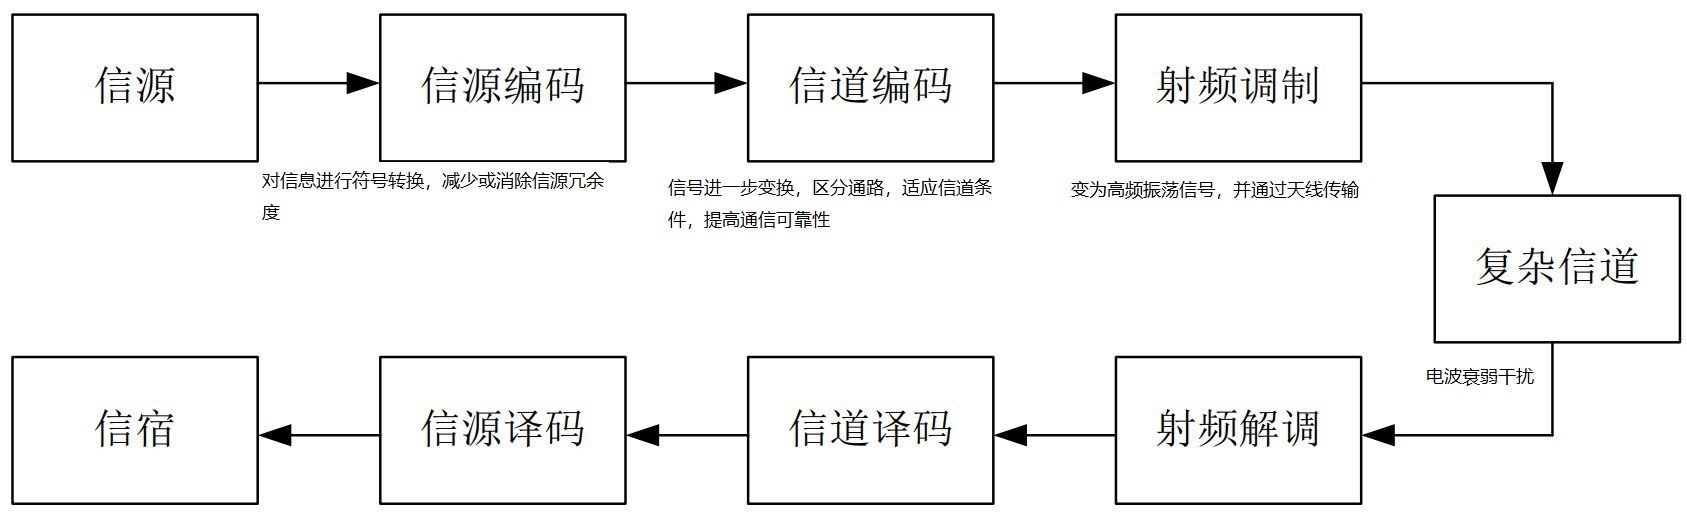 信源
信源编码
信道编码
射频调制
对信息进行符号转换，减少或消除信源冗余
度
信号进一步变换，区分通路，适应信道条
件，提高通信可靠性
变为高频振荡信号，并通过天线传输
复杂信道
电波衰弱干扰
信宿
信源译码
信道译码
射频解调